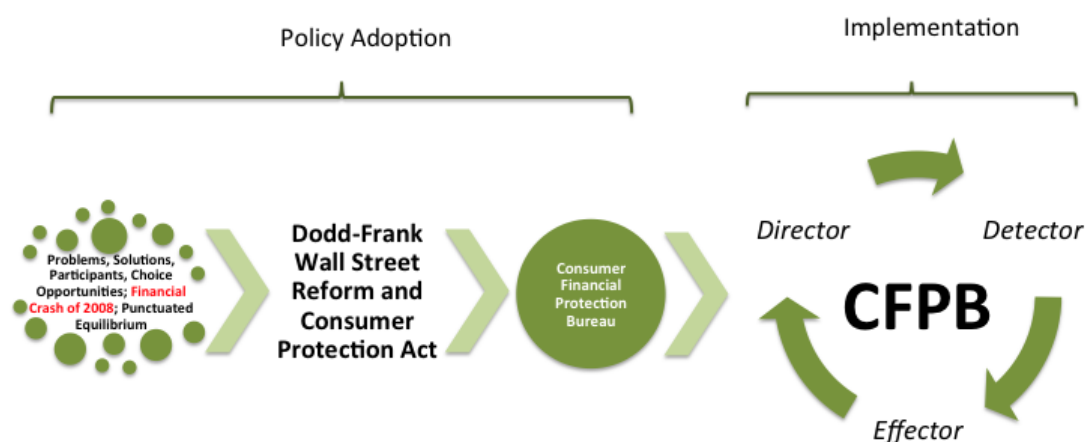 Policy Adoption
Implementation
Problems, Solutions,
Participants, Choice
Opportunities; Financial
Crash of 2008; Punctuated
Equilibrium
Dodd-Frank
Wall Street
Reform and
Consumer
Protection Act
Consumer
Financial
Protection
Bureau
Director
Detector
CFPB
Effector